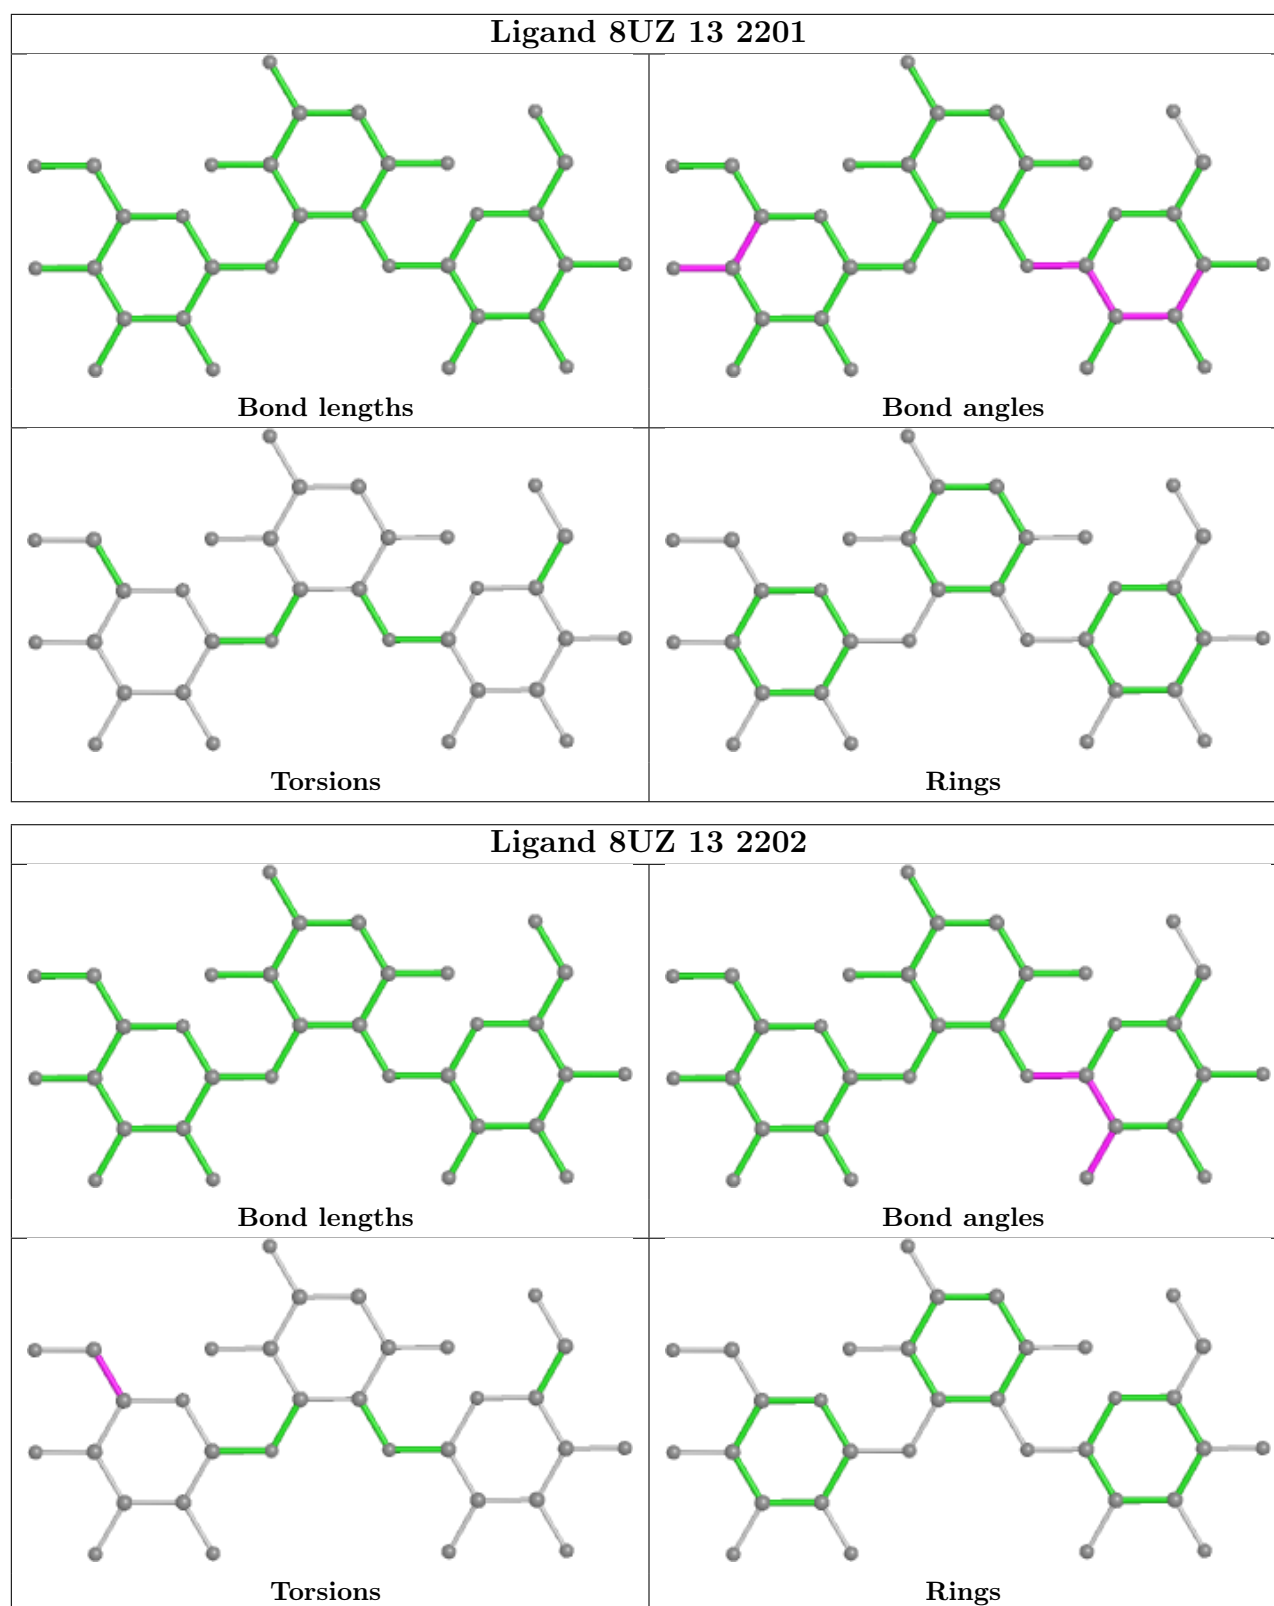 Ligand 8UZ 13 2201
Bond lengths
Bond angles
Torsions
Rings
Ligand 8UZ 13 2202
Bond lengths
Bond angles
Torsions
Rings